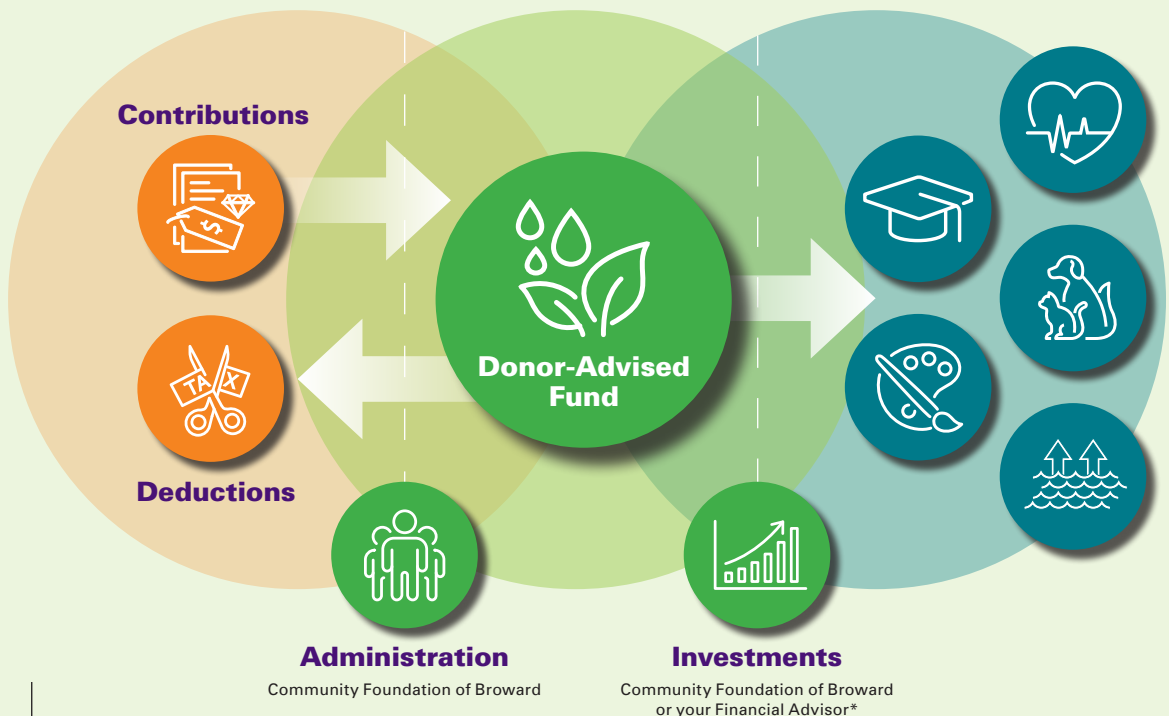 Contributions
$
TAX
Deductions
Donor-Advised
Fund
Administration
Community Foundation of Broward
Investments
Community Foundation of Broward
or your Financial Advisor*